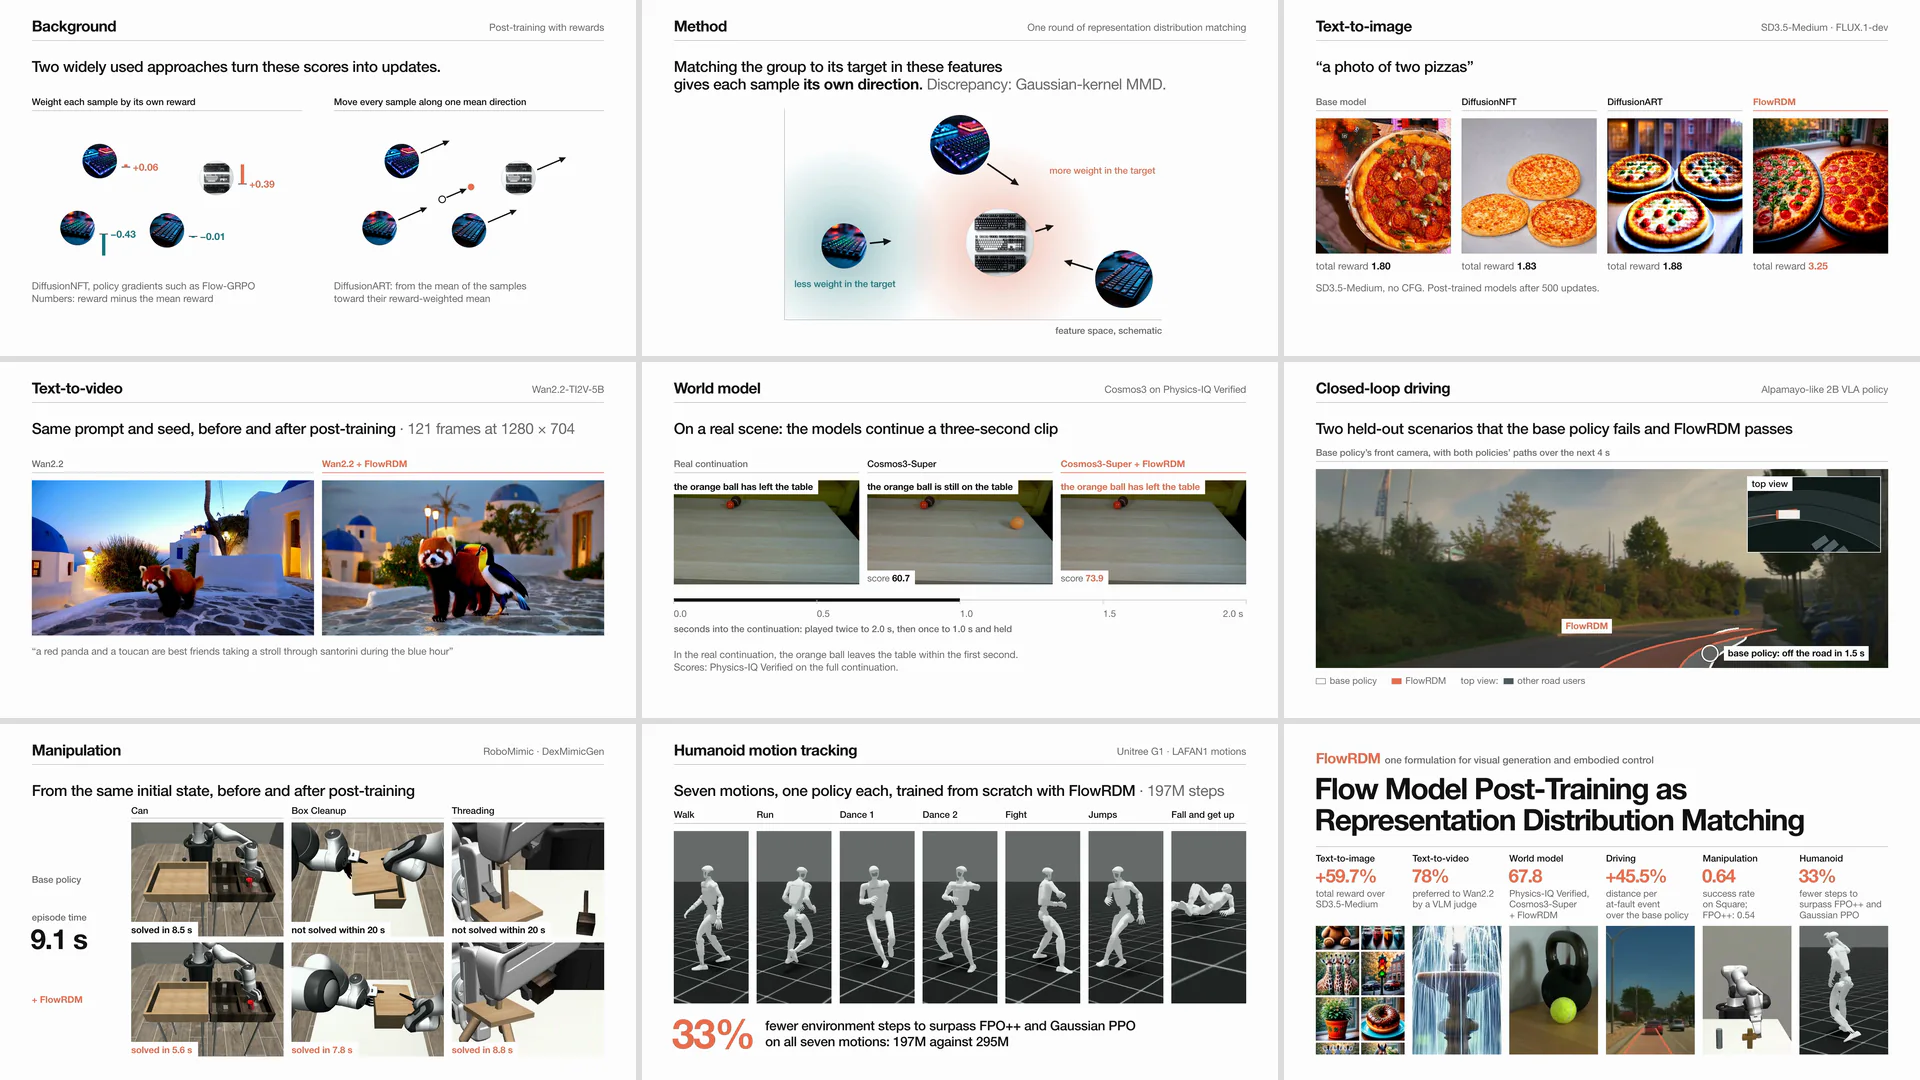 Background
Post-training with rewards
Two widely used approaches turn these scores into updates.
Weight each sample by its own reward
Move every sample along one mean direction
+0.06
+0.39
−0.43
−0.01
DiffusionNFT, policy gradients such as Flow-GRPO
Numbers: reward minus the mean reward
DiffusionART: from the mean of the samples
toward their reward-weighted mean
Method
One round of representation distribution matching
Matching the group to its target in these features
gives each sample its own direction. Discrepancy: Gaussian-kernel MMD.
more weight in the target
less weight in the target
feature space, schematic
Text-to-image
SD3.5-Medium · FLUX.1-dev
“a photo of two pizzas”
Base model
DiffusionNFT
DiffusionART
FlowRDM
total reward 1.80
total reward 1.83
total reward 1.88
total reward 3.25
SD3.5-Medium, no CFG. Post-trained models after 500 updates.
Text-to-video
Wan2.2-TI2V-5B
Same prompt and seed, before and after post-training · 121 frames at 1280 × 704
Wan2.2
Wan2.2 + FlowRDM
“a red panda and a toucan are best friends taking a stroll through santorini during the blue hour”
World model
Cosmos3 on Physics-IQ Verified
On a real scene: the models continue a three-second clip
Real continuation
Cosmos3-Super
Cosmos3-Super + FlowRDM
the orange ball has left the table
the orange ball is still on the table
the orange ball has left the table
score 60.7
score 73.9
0.0
0.5
1.0
1.5
2.0 s
seconds into the continuation: played twice to 2.0 s, then once to 1.0 s and held
In the real continuation, the orange ball leaves the table within the first second.
Scores: Physics-IQ Verified on the full continuation.
Closed-loop driving
Alpamayo-like 2B VLA policy
Two held-out scenarios that the base policy fails and FlowRDM passes
Base policy's front camera, with both policies' paths over the next 4 s
top view
FlowRDM
base policy: off the road in 1.5 s
base policy
FlowRDM
top view:
other road users
Manipulation
RoboMimic · DexMimicGen
From the same initial state, before and after post-training
Can
Box Cleanup
Threading
Base policy
episode time
9.1 s
solved in 8.5 s
not solved within 20 s
not solved within 20 s
+ FlowRDM
solved in 5.6 s
solved in 7.8 s
solved in 8.8 s
Humanoid motion tracking
Unitree G1 · LAFAN1 motions
Seven motions, one policy each, trained from scratch with FlowRDM · 197M steps
Walk
Run
Dance 1
Dance 2
Fight
Jumps
Fall and get up
33%
fewer environment steps to surpass FPO++ and Gaussian PPO
on all seven motions: 197M against 295M
FlowRDM one formulation for visual generation and embodied control
Flow Model Post-Training as
Representation Distribution Matching
Text-to-image
+59.7%
total reward over
SD3.5-Medium
Text-to-video
78%
preferred to Wan2.2
by a VLM judge
World model
67.8
Physics-IQ Verified,
Cosmos3-Super
+ FlowRDM
Driving
+45.5%
distance per
at-fault event
over the base policy
Manipulation
0.64
success rate
on Square;
FPO++: 0.54
Humanoid
33%
fewer steps to
surpass FPO++ and
Gaussian PPO